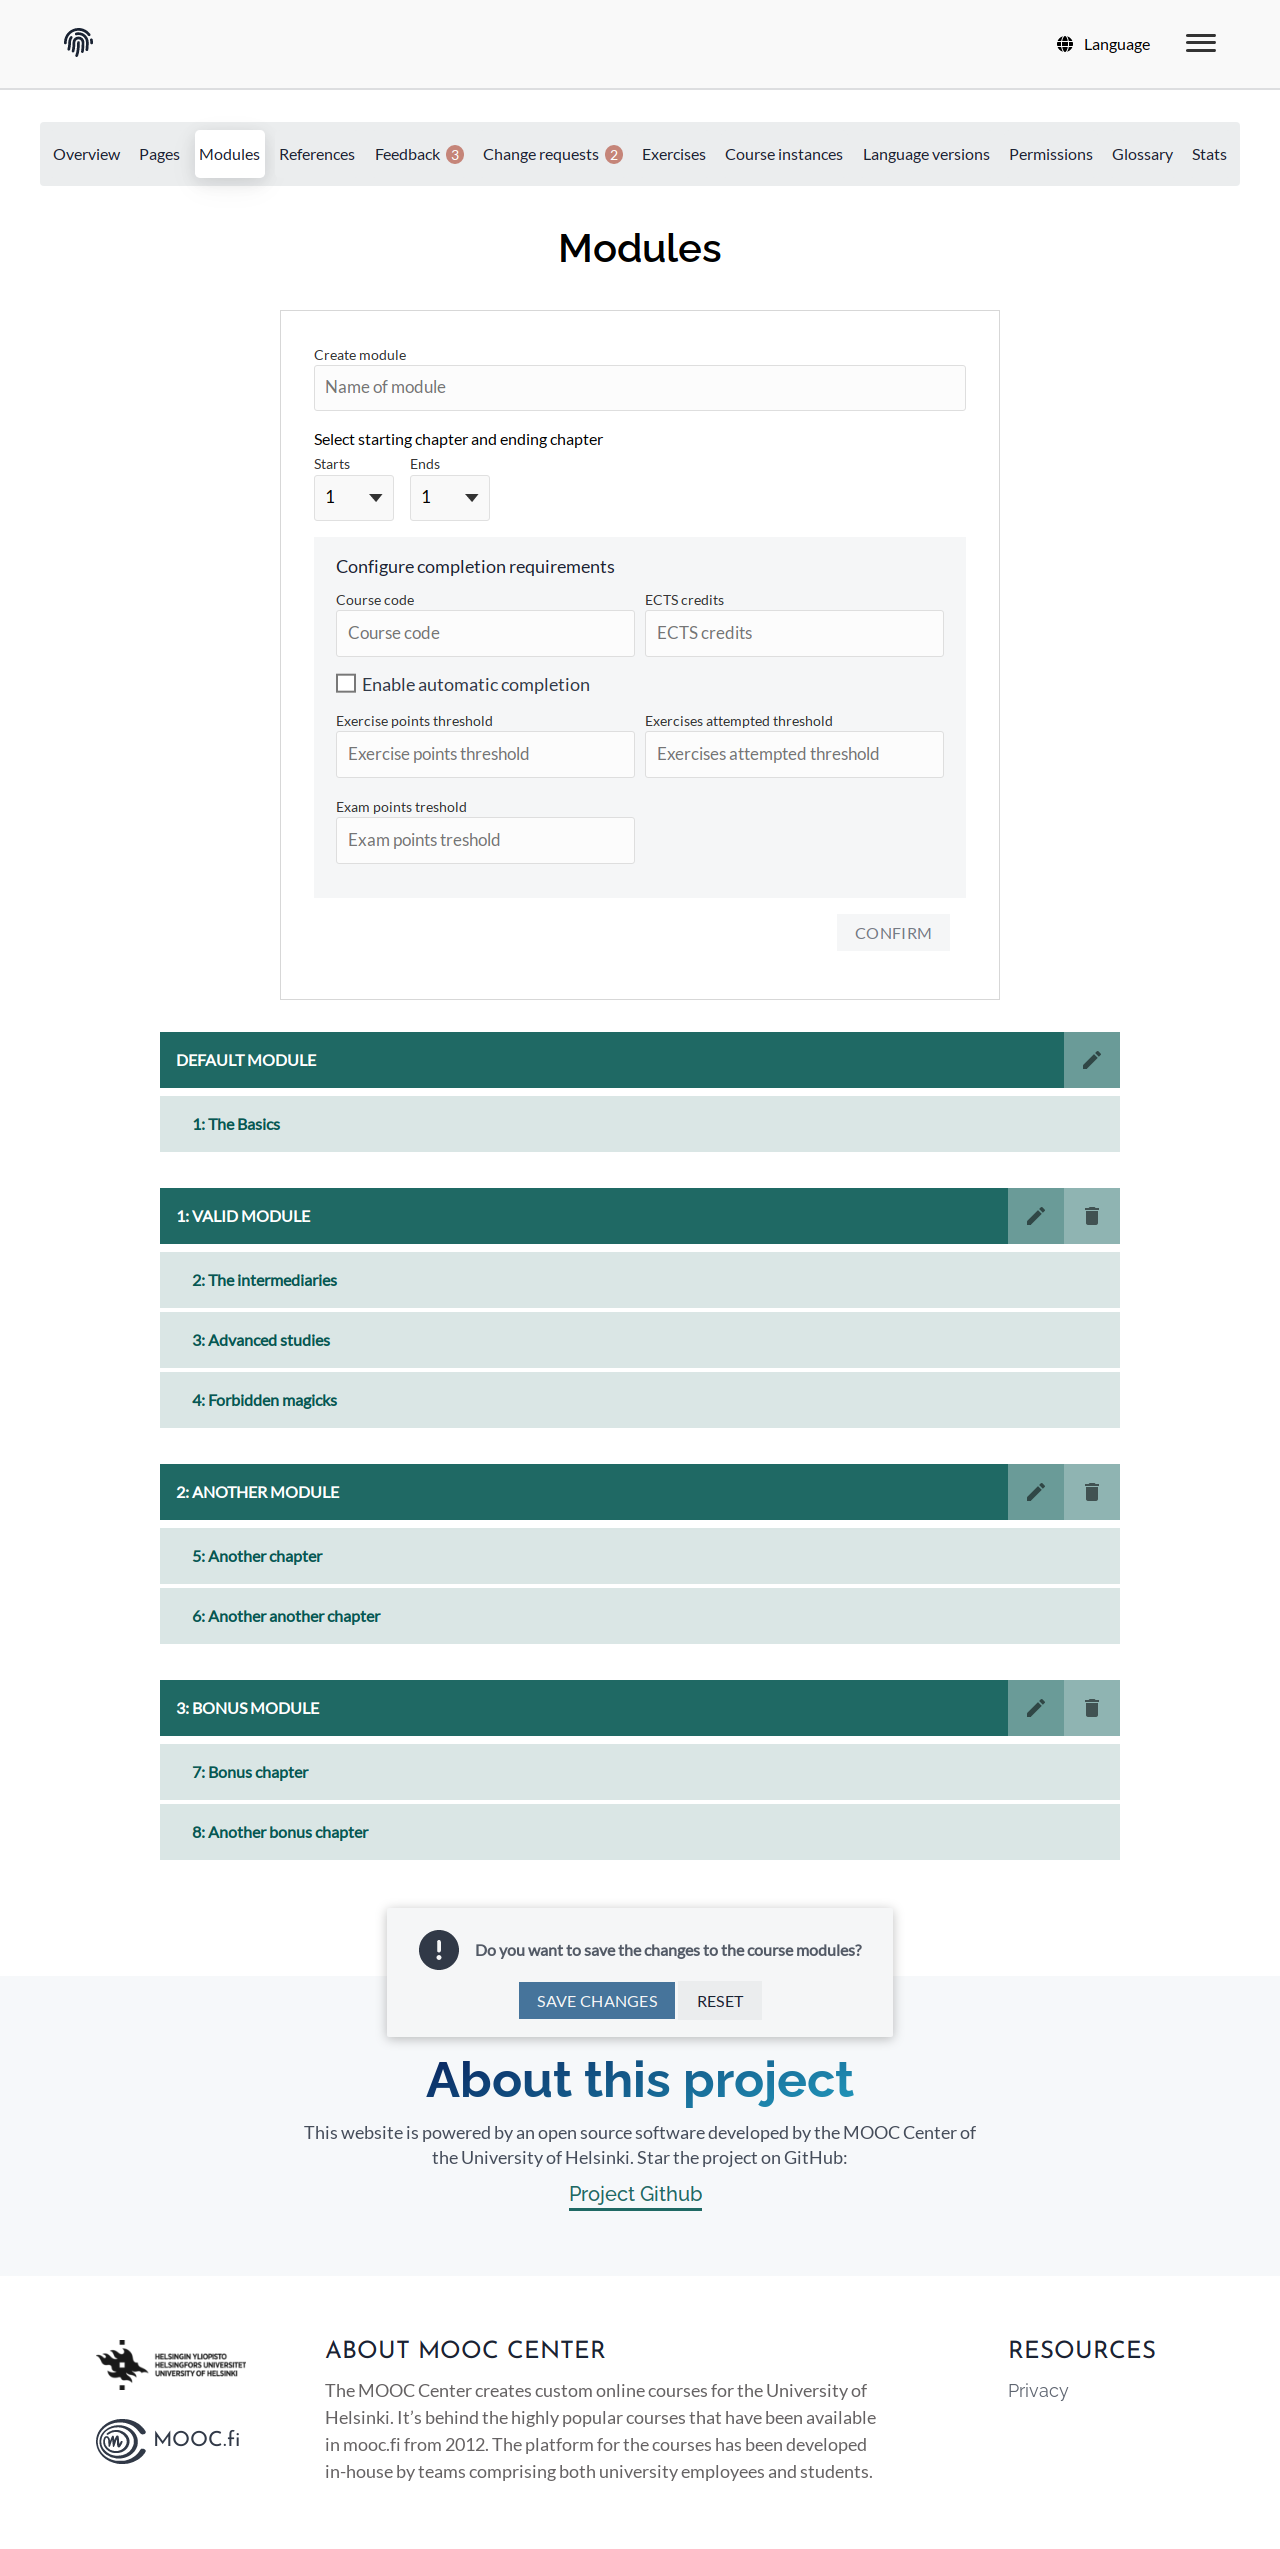 Language
Overview Pages Modules References Feedback 3 Change requests 2 Exercises Course instances Language versions Permissions Glossary Stats
Modules
Create module
Name of module
Select starting chapter and ending chapter
Starts Ends
1 1
Configure completion requirements
Course code ECTS credits
Course code ECTS credits
Enable automatic completion
Exercise points threshold Exercises attempted threshold
Exercise points threshold Exercises attempted threshold
Exam points treshold
Exam points treshold
CONFIRM
DEFAULT MODULE
1: The Basics
1: VALID MODULE
2: The intermediaries
3: Advanced studies
4: Forbidden magicks
2: ANOTHER MODULE
5: Another chapter
6: Another another chapter
3: BONUS MODULE
7: Bonus chapter
8: Another bonus chapter
Do you want to save the changes to the course modules?
SAVE CHANGES RESET
About this project
This website is powered by an open source software developed by the MOOC Center of
the University of Helsinki. Star the project on GitHub:
Project Github
HELSINGIN YLIOPISTO
HELSINGFORS UNIVERSITET
UNIVERSITY OF HELSINKI
MOOC.fi
ABOUT MOOC CENTER
The MOOC Center creates custom online courses for the University of
Helsinki. It’s behind the highly popular courses that have been available
in mooc.fi from 2012. The platform for the courses has been developed
in-house by teams comprising both university employees and students.
RESOURCES
Privacy